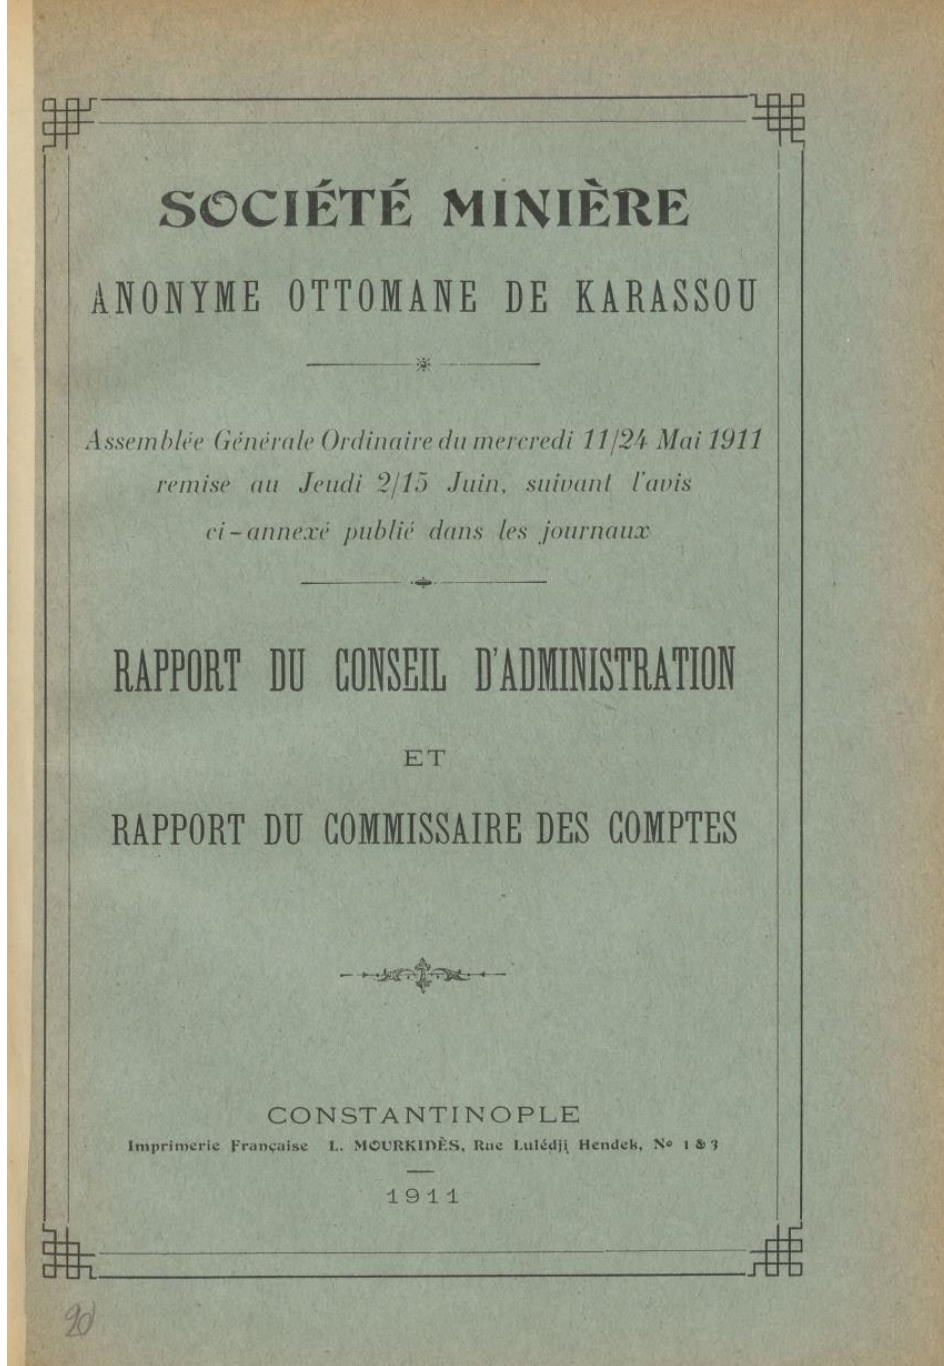 SOCIÉTÉ MINIÈRE
ANONYME OTTOMANE DE KARASSOU
Assemblée Générale Ordinaire du mercredi 11/24 Mai 1911
remise au Jeudi 2/15 Juin, suivant l'avis
ci-annexé publié dans les journaux
RAPPORT DU CONSEIL D'ADMINISTRATION
ET
RAPPORT DU COMMISSAIRE DES COMPTES
CONSTANTINOPLE
Imprimerie Française L. MOURKIDÈS, Rue Lulédji Hendek, No 1 & 3
1911